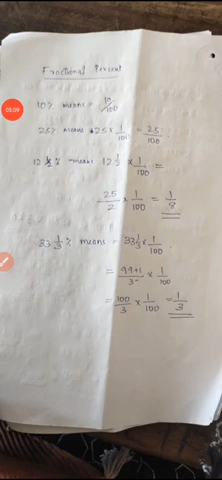 Fractional Percent
10% means = 10/100
03:09
25% means = 25 × 1/100 = 25/100
12 1/2 % means 12 1/2 × 1/100 =
25/2 × 1/100 = 1/8
33 1/3 % means = 33 1/3 × 1/100
= 99+1/3 × 1/100
= 100/3 × 1/100 = 1/3